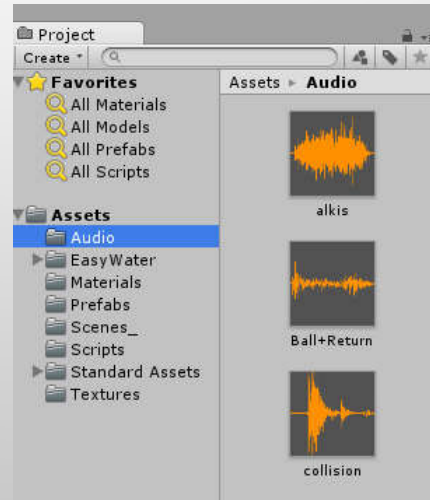 Project
Create
Favorites
All Materials
All Models
All Prefabs
All Scripts
Assets
Audio
EasyWater
Materials
Prefabs
Scenes_
Scripts
Standard Assets
Textures
Assets Audio
alkis
Ball+Return
collision